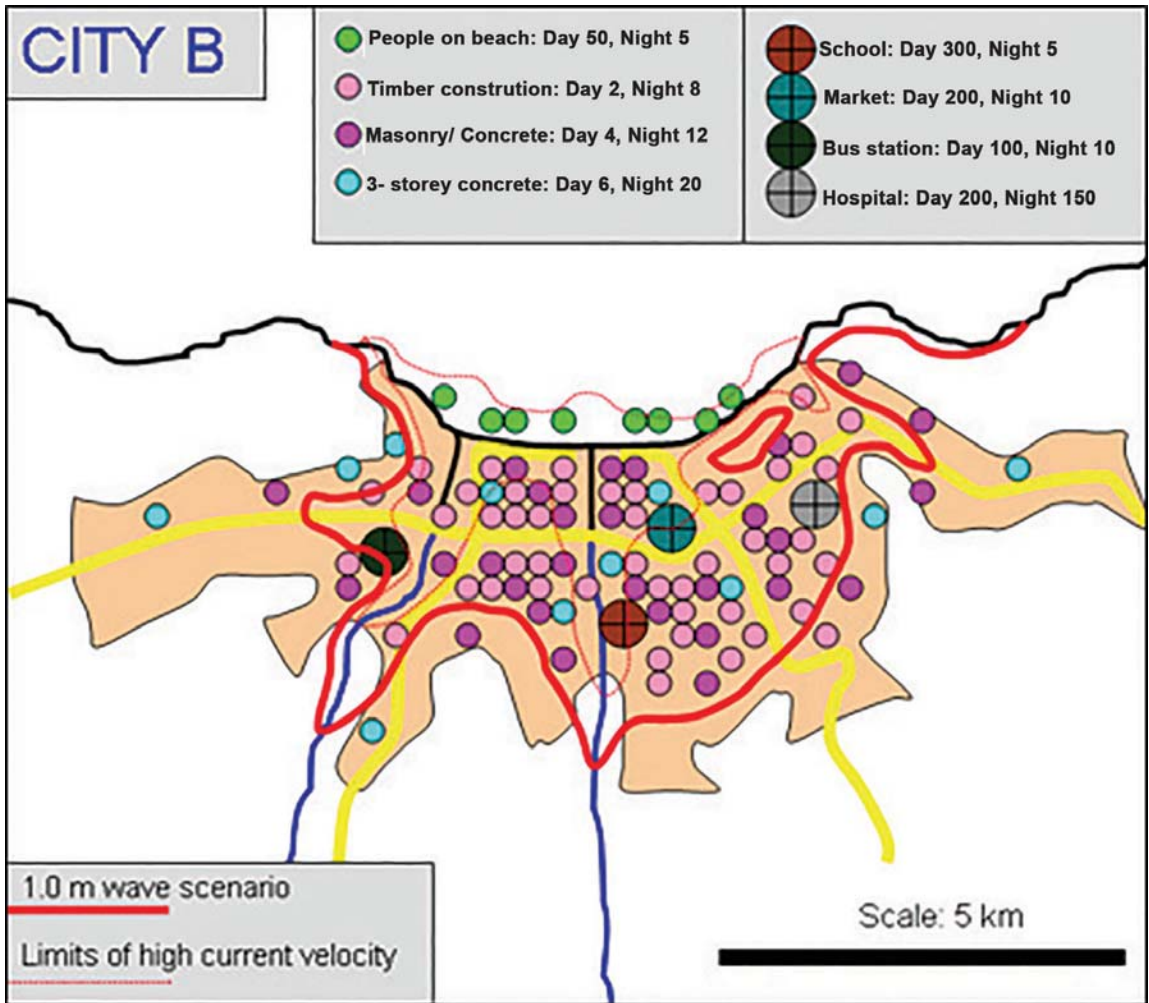 CITY B
People on beach: Day 50, Night 5
Timber constrution: Day 2, Night 8
Masonry/ Concrete: Day 4, Night 12
3- storey concrete: Day 6, Night 20
School: Day 300, Night 5
Market: Day 200, Night 10
Bus station: Day 100, Night 10
Hospital: Day 200, Night 150
1.0 m wave scenario
Limits of high current velocity
Scale: 5 km